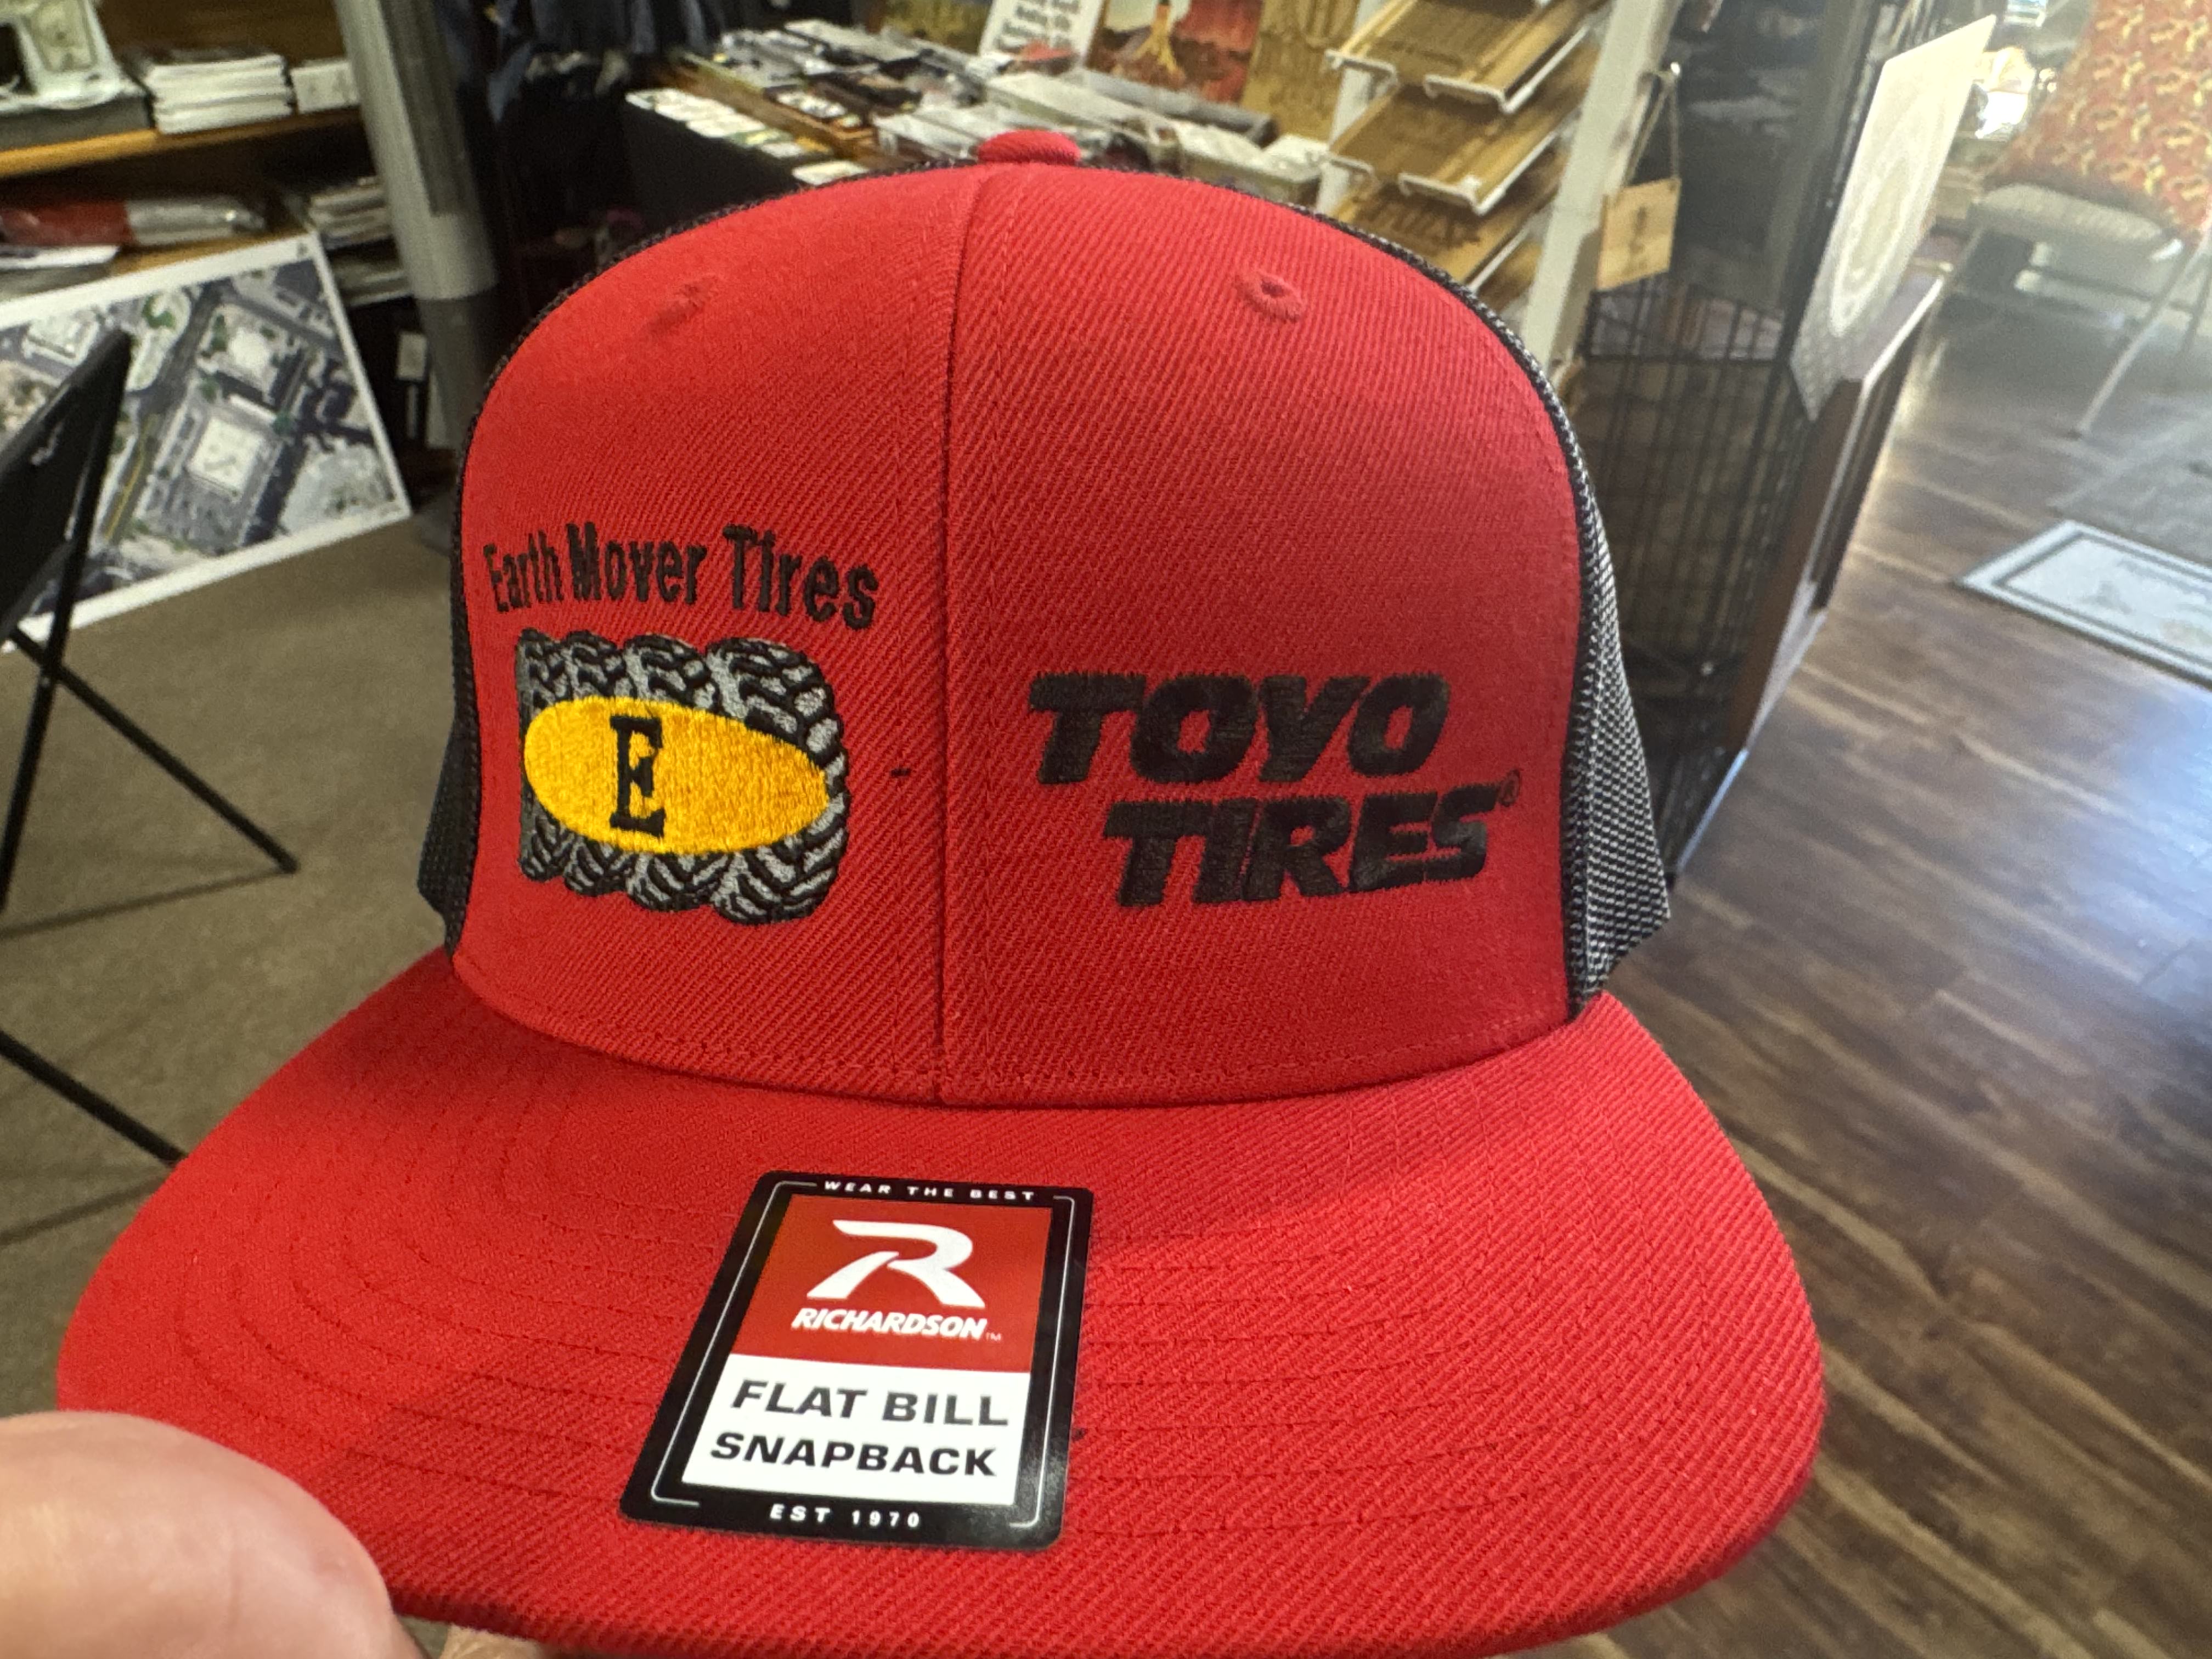 Earth Mover Tires
E
TOYO
TIRES®
WEAR THE BEST
R
RICHARDSON™
FLAT BILL
SNAPBACK
EST 1970